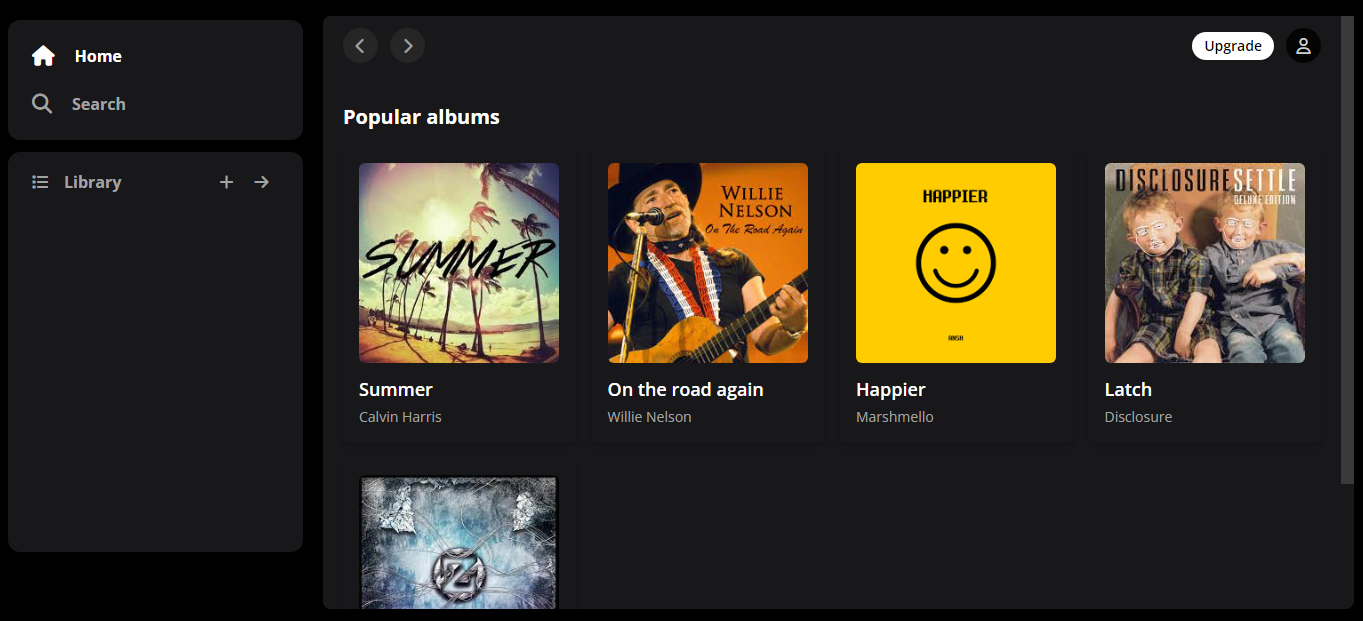 Home
Search
Library
Upgrade
Popular albums
SUMMER
Summer
Calvin Harris
WILLIE
NELSON
On The Road Again
On the road again
Willie Nelson
HAPPIER
Happier
Marshmello
DISCLOSURE SETTLE
DELUXE EDITION
Latch
Disclosure